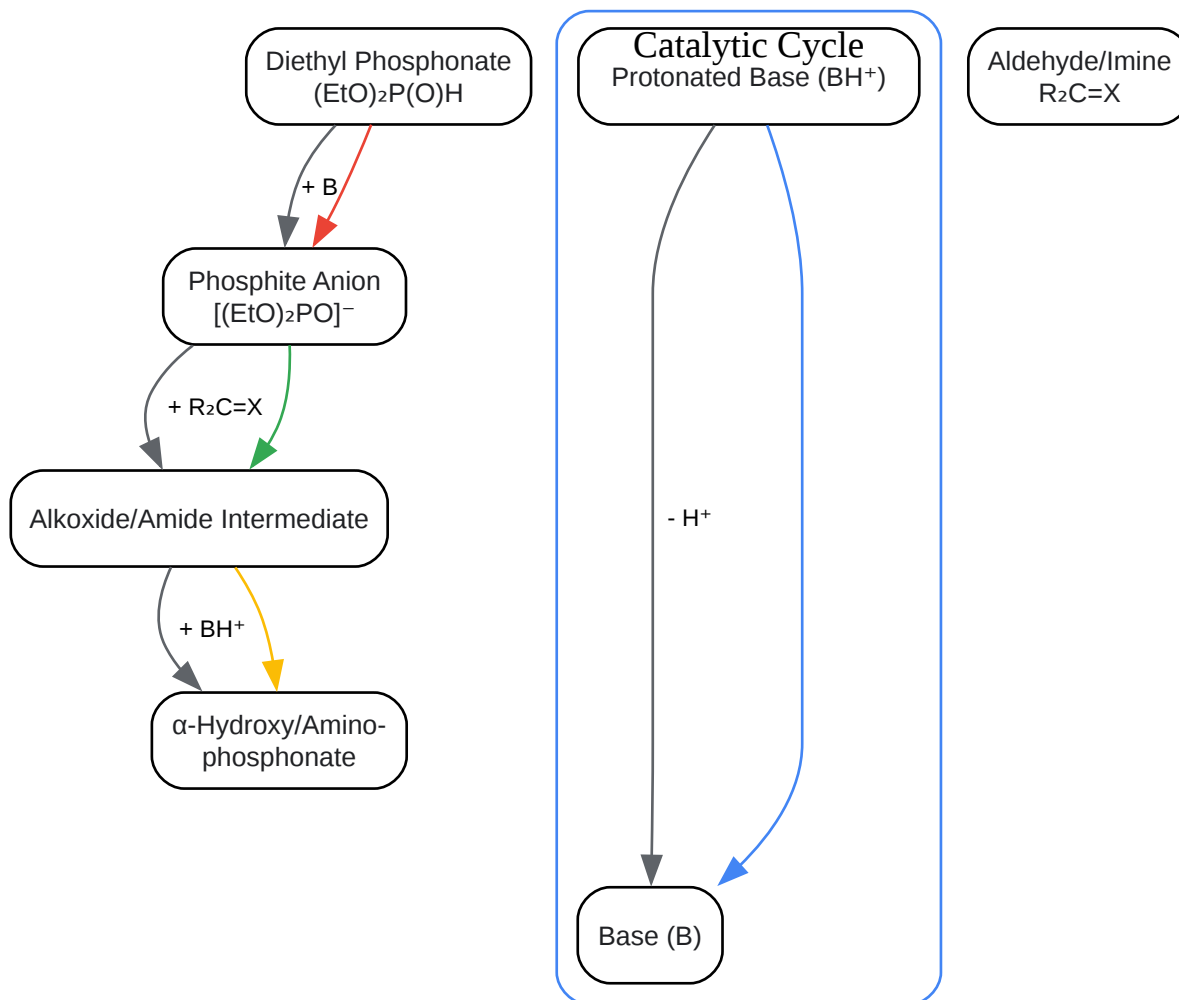 Diethyl Phosphonate
(EtO)₂P(O)H
Catalytic Cycle
Protonated Base (BH⁺)
Aldehyde/Imine
R₂C=X
+ B
Phosphite Anion
[(EtO)₂PO]⁻
+ R₂C=X
Alkoxide/Amide Intermediate
- H⁺
+ BH⁺
α-Hydroxy/Amino-
phosphonate
Base (B)